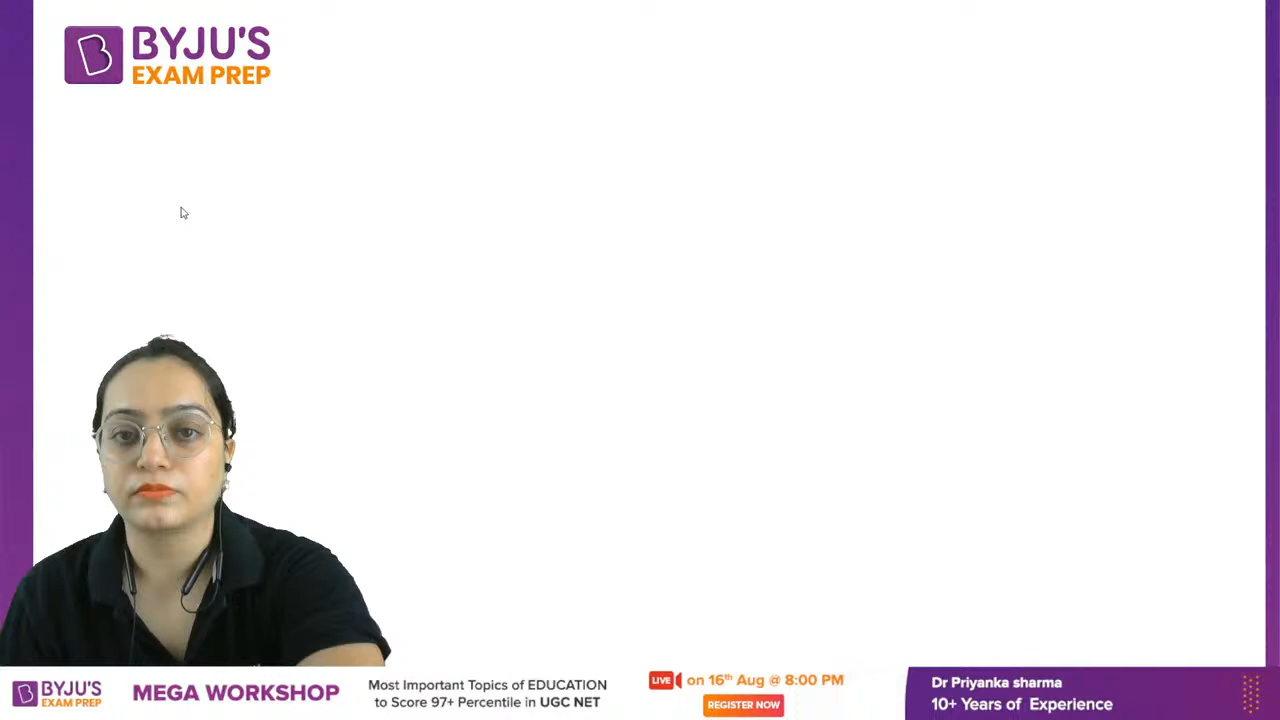 BYJU'S
EXAM PREP
BYJU'S
EXAM PREP
MEGA WORKSHOP
Most Important Topics of EDUCATION
to Score 97+ Percentile in UGC NET
LIVE on 16th Aug @ 8:00 PM
REGISTER NOW
Dr Priyanka sharma
10+ Years of Experience